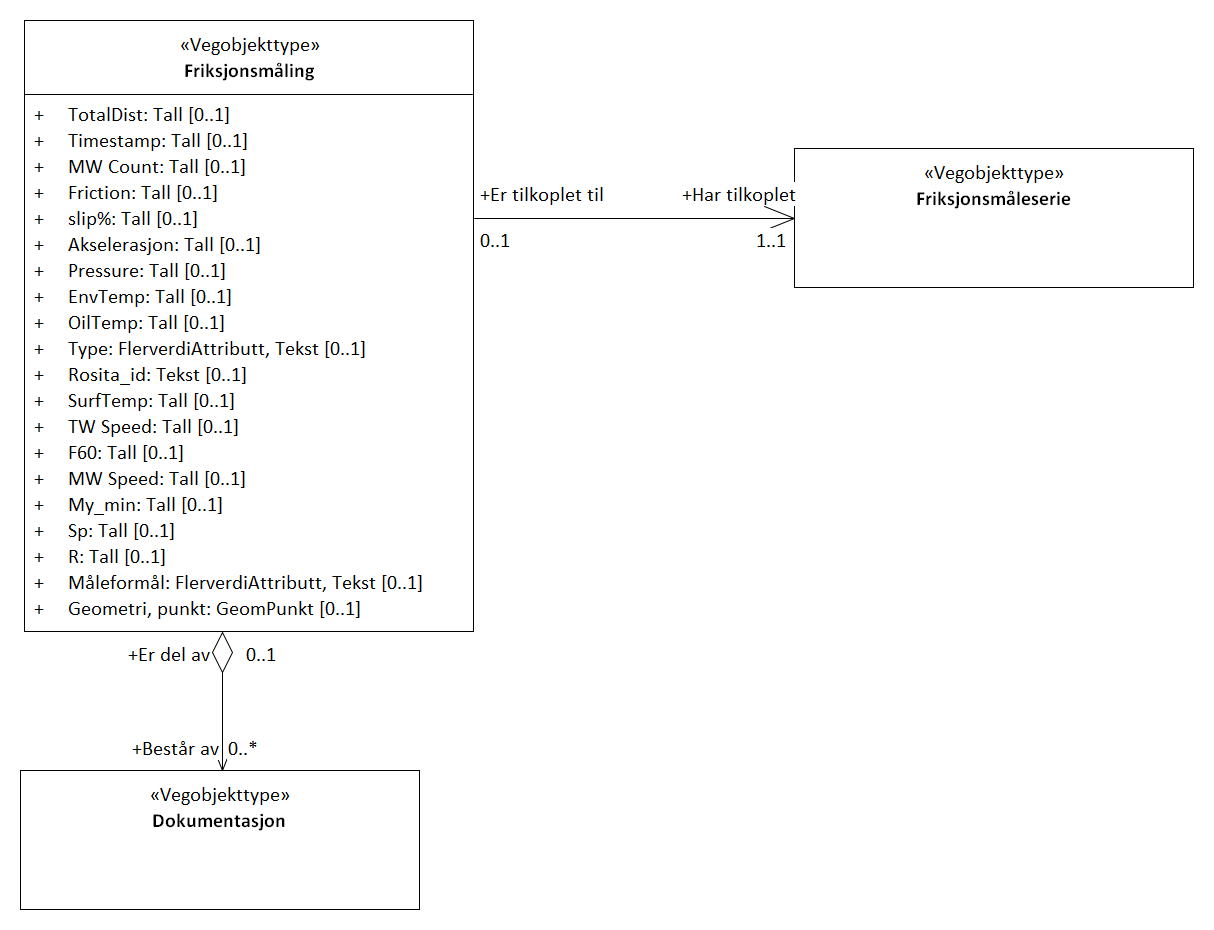 «Vegobjekttype»
Friksjonsmåling
+ TotalDist: Tall [0..1]
+ Timestamp: Tall [0..1]
+ MW Count: Tall [0..1]
+ Friction: Tall [0..1]
+ slip%: Tall [0..1]
+ Akselerasjon: Tall [0..1]
+ Pressure: Tall [0..1]
+ EnvTemp: Tall [0..1]
+ OilTemp: Tall [0..1]
+ Type: FlerverdiAttributt, Tekst [0..1]
+ Rosita_id: Tekst [0..1]
+ SurfTemp: Tall [0..1]
+ TW Speed: Tall [0..1]
+ F60: Tall [0..1]
+ MW Speed: Tall [0..1]
+ My_min: Tall [0..1]
+ Sp: Tall [0..1]
+ R: Tall [0..1]
+ Måleformål: FlerverdiAttributt, Tekst [0..1]
+ Geometri, punkt: GeomPunkt [0..1]
+Er tilkoplet til +Har tilkoplet
0..1 1..1
«Vegobjekttype»
Friksjonsmåleserie
+Er del av 0..1
+Består av 0..*
«Vegobjekttype»
Dokumentasjon